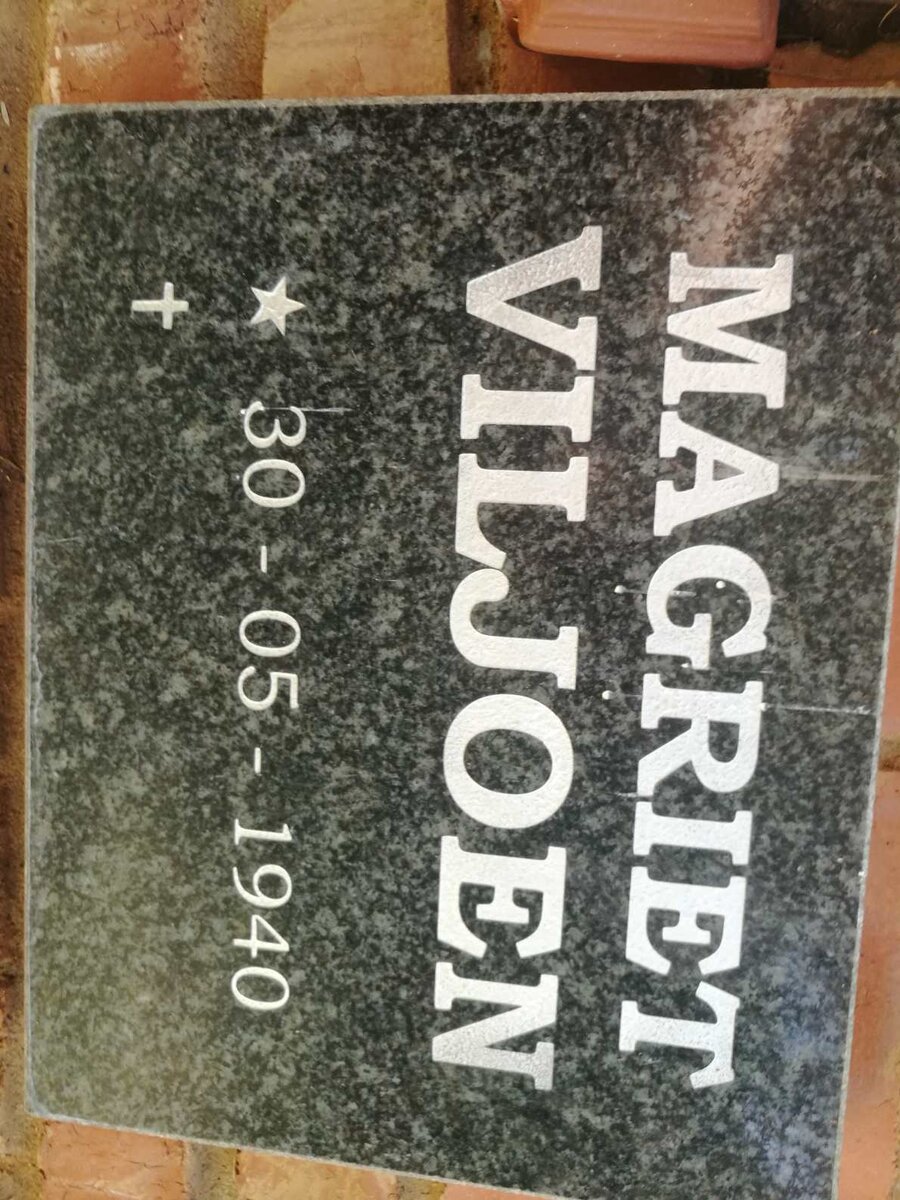 MAGRIET
VILJOEN
★ 30 - 05 - 1940
+